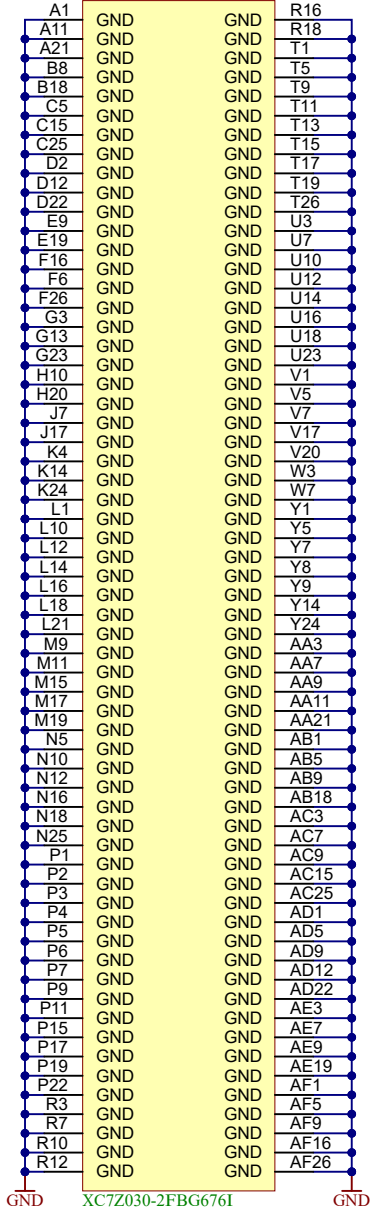 A1 GND GND R16
A11 GND GND R18
A21 GND GND T1
B8 GND GND T5
B18 GND GND T9
C5 GND GND T11
C15 GND GND T13
C25 GND GND T15
D2 GND GND T17
D12 GND GND T19
D22 GND GND T26
E9 GND GND U3
E19 GND GND U7
F16 GND GND U10
F6 GND GND U12
F26 GND GND U14
G3 GND GND U16
G13 GND GND U18
G23 GND GND U23
H10 GND GND V1
H20 GND GND V5
J7 GND GND V7
J17 GND GND V17
K4 GND GND V20
K14 GND GND W3
K24 GND GND W7
L1 GND GND Y1
L10 GND GND Y5
L12 GND GND Y7
L14 GND GND Y8
L16 GND GND Y9
L18 GND GND Y14
L21 GND GND Y24
M9 GND GND AA3
M11 GND GND AA7
M15 GND GND AA9
M17 GND GND AA11
M19 GND GND AA21
N5 GND GND AB1
N10 GND GND AB5
N12 GND GND AB9
N16 GND GND AB18
N18 GND GND AC3
N25 GND GND AC7
P1 GND GND AC9
P2 GND GND AC15
P3 GND GND AC25
P4 GND GND AD1
P5 GND GND AD5
P6 GND GND AD9
P7 GND GND AD12
P9 GND GND AD22
P11 GND GND AE3
P15 GND GND AE7
P17 GND GND AE9
P19 GND GND AE19
P22 GND GND AF1
R3 GND GND AF5
R7 GND GND AF9
R10 GND GND AF16
R12 GND GND AF26
GND XC7Z030-2FBG676I GND